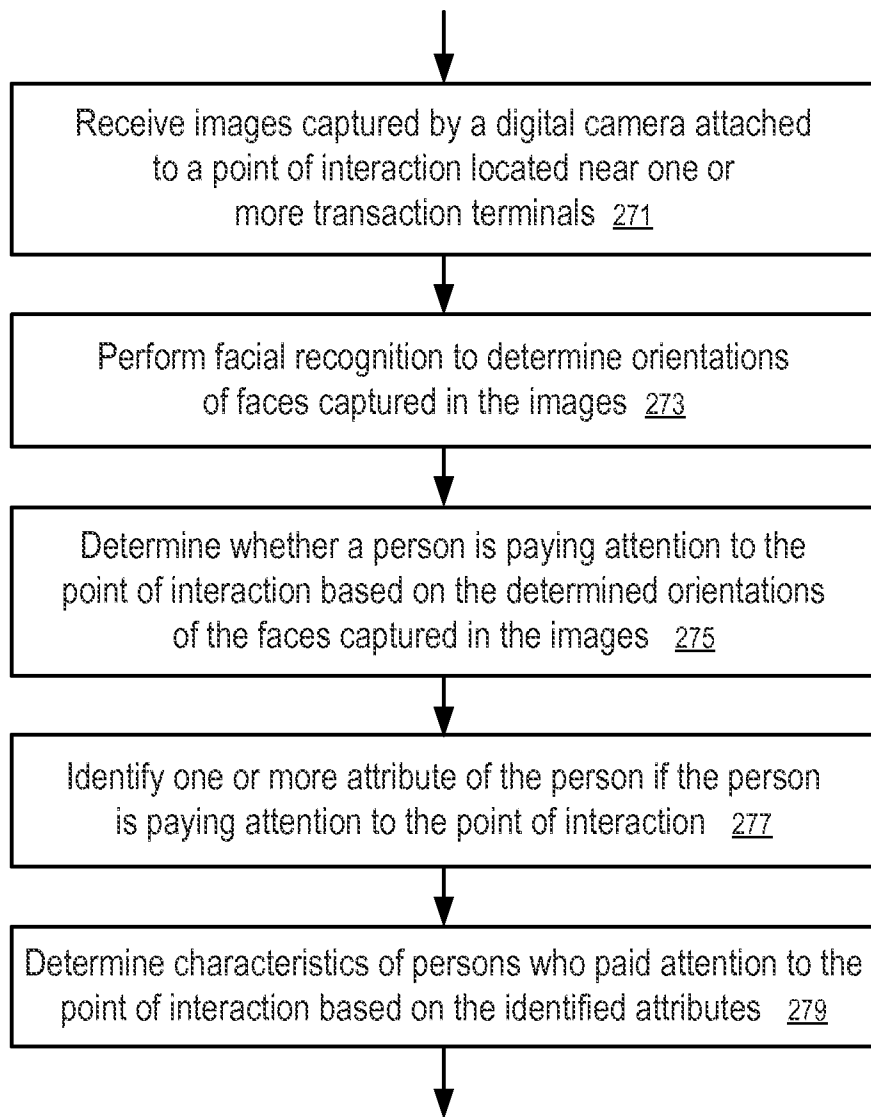 Receive images captured by a digital camera attached
to a point of interaction located near one or
more transaction terminals 271
Perform facial recognition to determine orientations
of faces captured in the images 273
Determine whether a person is paying attention to the
point of interaction based on the determined orientations
of the faces captured in the images 275
Identify one or more attribute of the person if the person
is paying attention to the point of interaction 277
Determine characteristics of persons who paid attention to the
point of interaction based on the identified attributes 279